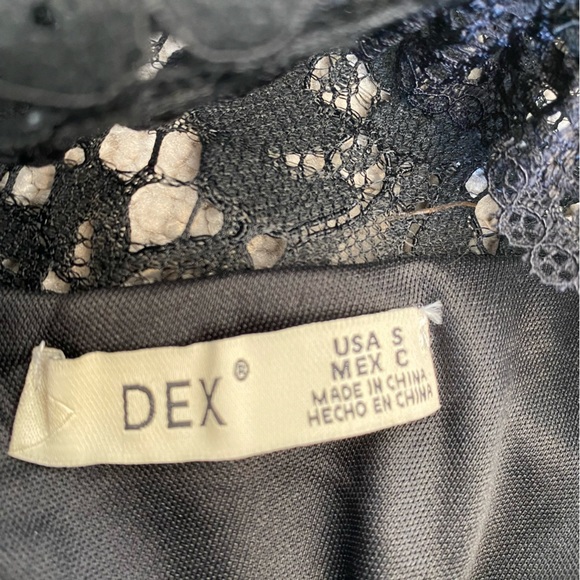 DEX®
USA S
MEX C
MADE IN CHINA
HECHO EN CHINA